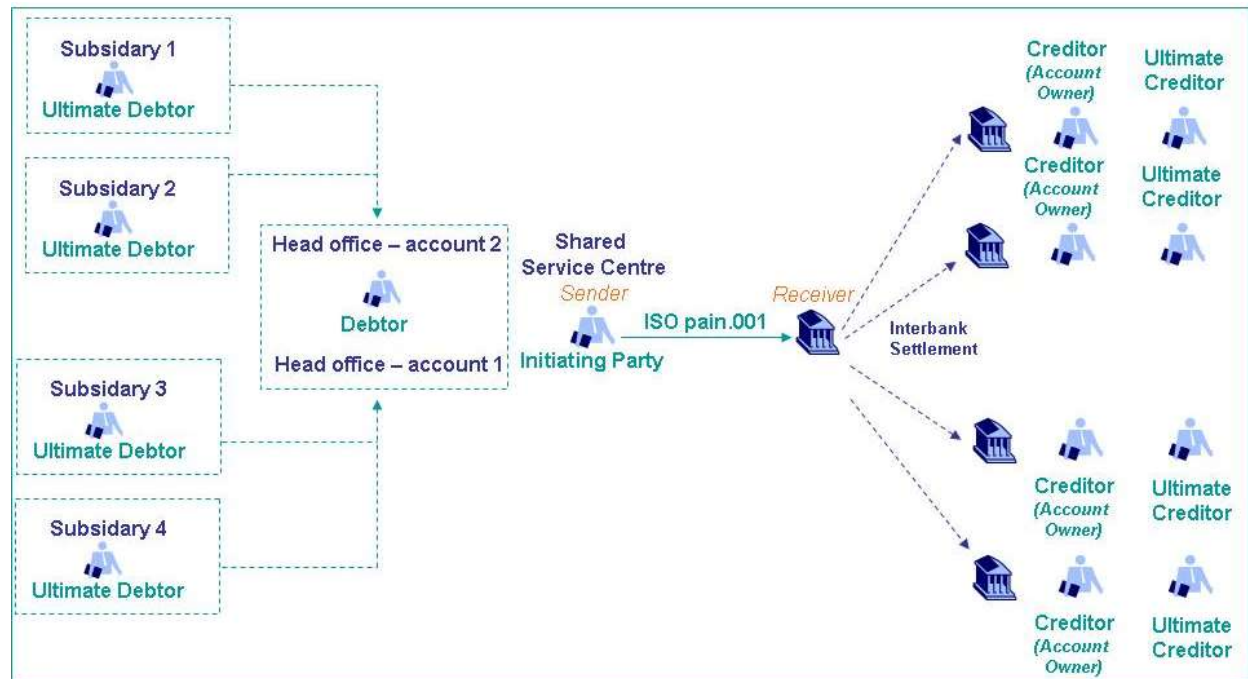 Subsidary 1
Ultimate Debtor
Subsidary 2
Ultimate Debtor
Head office – account 2
Debtor
Head office – account 1
Subsidary 3
Ultimate Debtor
Subsidary 4
Ultimate Debtor
Shared
Service Centre
Sender
Initiating Party
ISO pain.001
Receiver
Interbank
Settlement
Creditor
(Account
Owner)
Ultimate
Creditor
Creditor
(Account
Owner)
Ultimate
Creditor
Creditor
(Account
Owner)
Ultimate
Creditor
Creditor
(Account
Owner)
Ultimate
Creditor